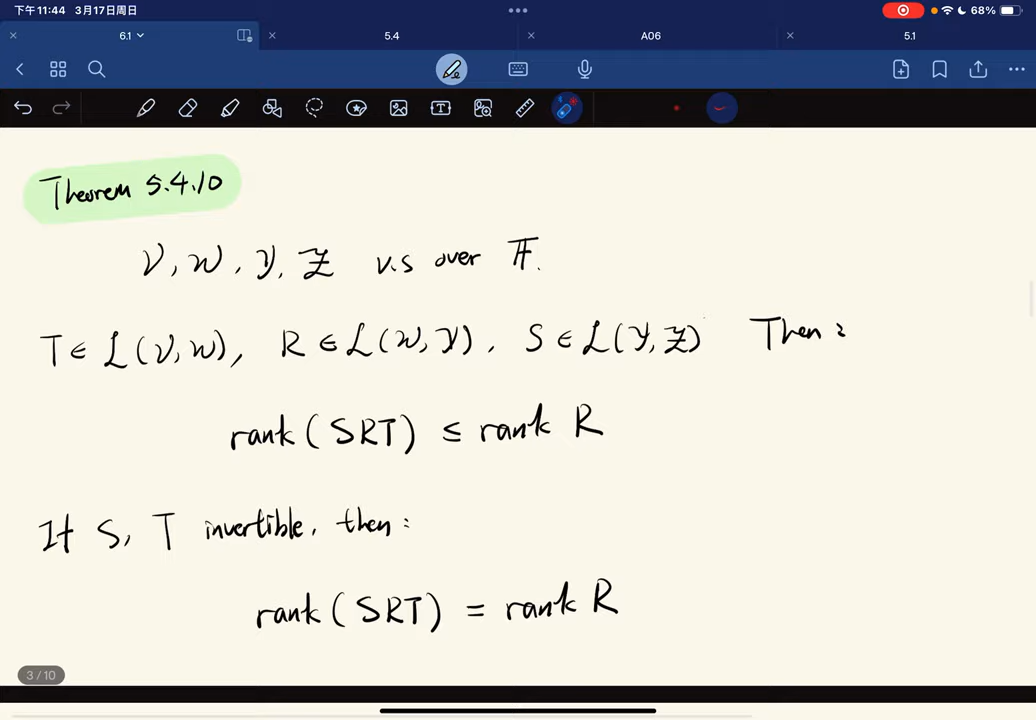 下午11:44 3月17日周日
68%
6.1
5.4
A06
5.1
Theorem 5.4.10
V, W, Y, Z v.s over F.
T ∈ L(V, W), R ∈ L(W, Y), S ∈ L(Y, Z) Then:
rank(SRT) ≤ rank R
If S, T invertible, then:
rank(SRT) = rank R
3 / 10